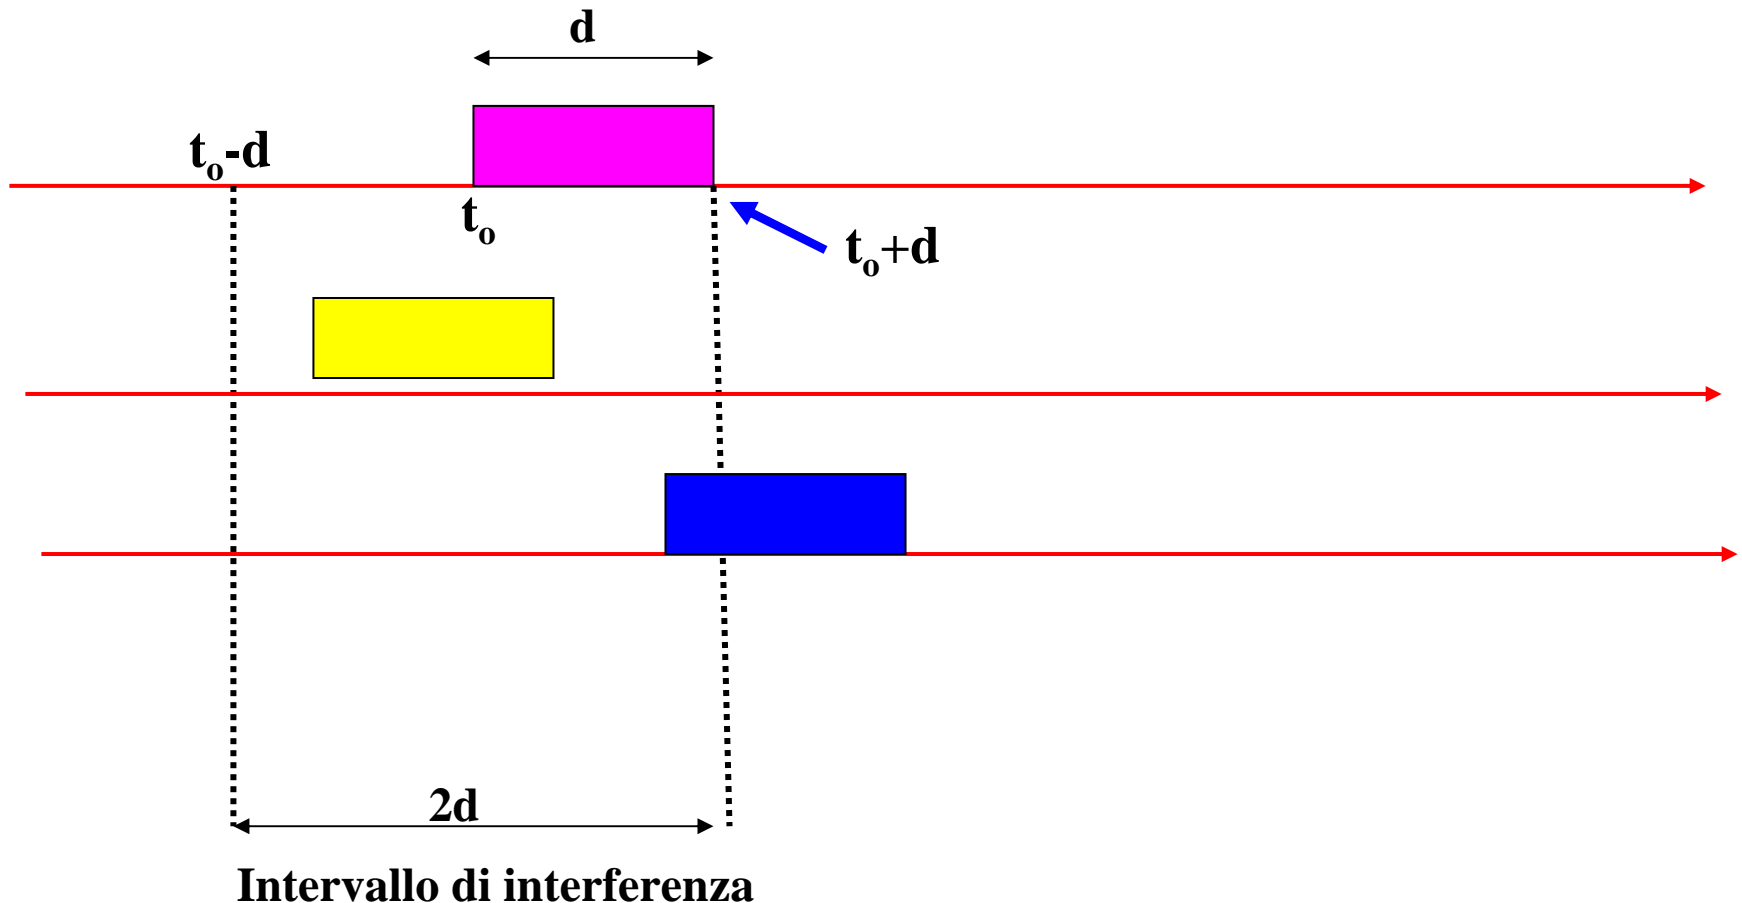 d
to-d
to
to+d
2d
Intervallo di interferenza